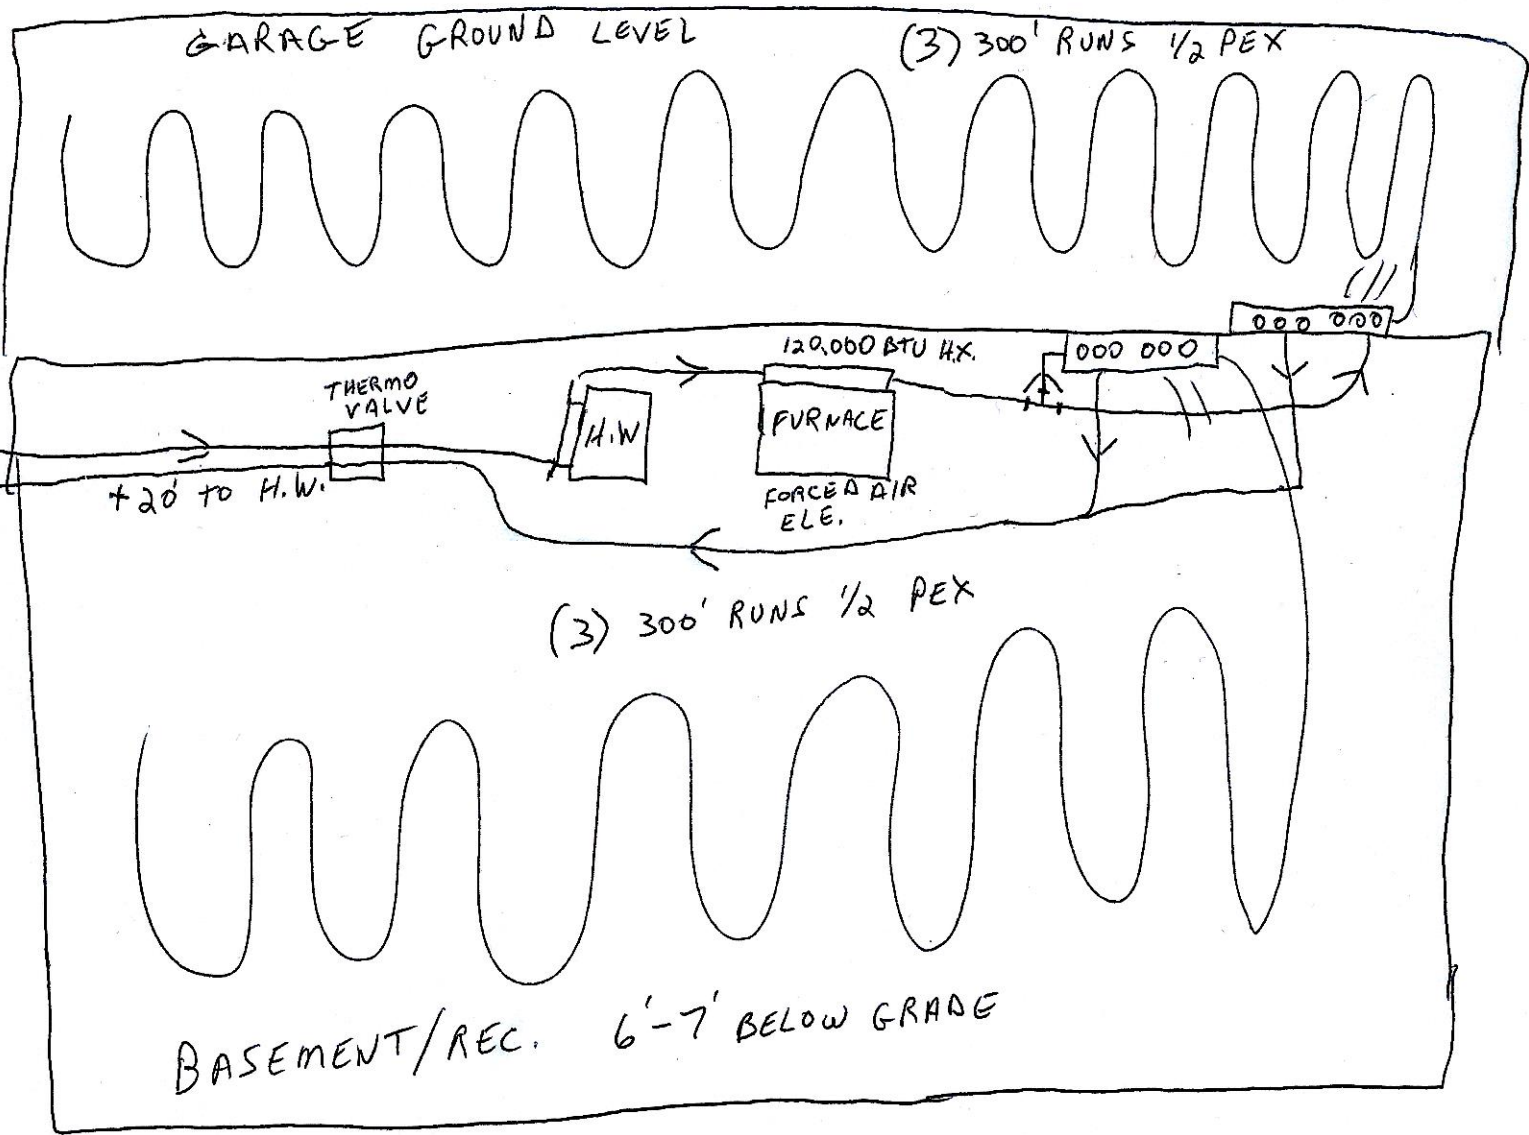 GARAGE GROUND LEVEL
(3) 300' RUNS 1/2 PEX
120,000 BTU H.X.
THERMO
VALVE
H.W
FURNACE
+20' TO H.W.
FORCED AIR
ELE.
(3) 300' RUNS 1/2 PEX
BASEMENT/REC. 6'-7' BELOW GRADE